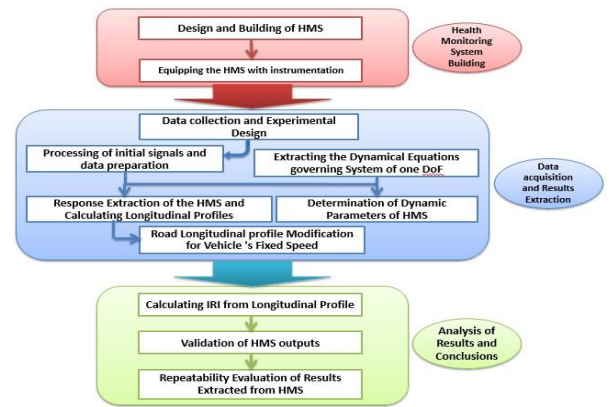 Design and Building of HMS
Equipping the HMS with instrumentation
Health
Monitoring
System
Building
Data collection and Experimental
Design
Processing of initial signals and
data preparation
Extracting the Dynamical Equations
governing System of one DoF
Response Extraction of the HMS and
Calculating Longitudinal Profiles
Determination of Dynamic
Parameters of HMS
Road Longitudinal profile Modification
for Vehicle 's Fixed Speed
Data
acquisition
and Results
Extraction
Calculating IRI from Longitudinal Profile
Validation of HMS outputs
Repeatability Evaluation of Results
Extracted from HMS
Analysis of
Results and
Conclusions